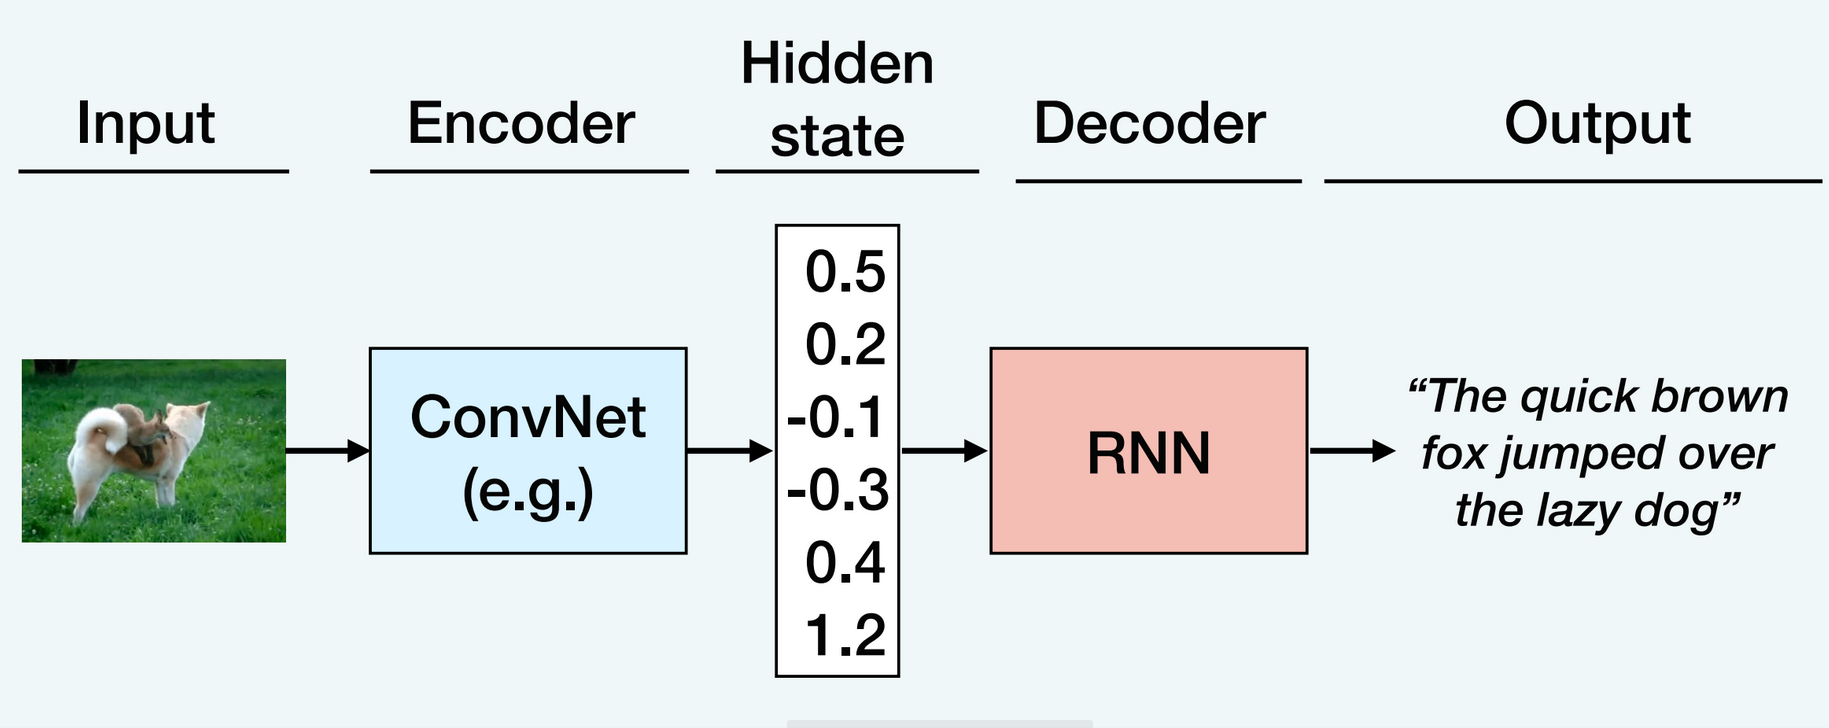 Input
Encoder
Hidden
state
Decoder
Output
ConvNet
(e.g.)
0.5
0.2
-0.1
-0.3
0.4
1.2
RNN
“The quick brown
fox jumped over
the lazy dog”